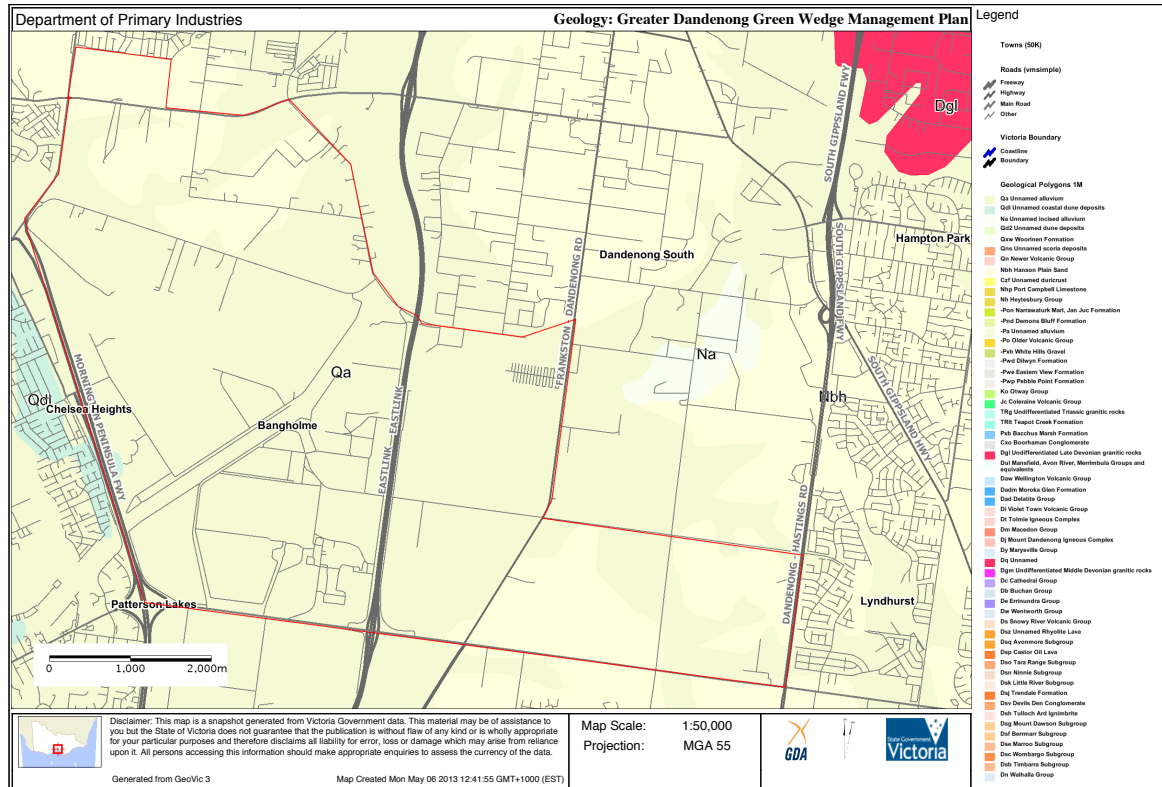 Department of Primary Industries
Geology: Greater Dandenong Green Wedge Management Plan
Dgl
SOUTH GIPPSLAND FWY
SOUTH GIPPSLAND FWY
Hampton Park
Dandenong South
FRANKSTON - DANDENONG RD
Na
Qa
Nbh
SOUTH GIPPSLAND HWY
Qdl
Chelsea Heights
MORNINGTON PENINSULA FWY
Bangholme
EASTLINK
EASTLINK
DANDENONG - HASTINGS RD
Lyndhurst
Patterson Lakes
0 1,000 2,000m
Legend
Towns (50K)
Roads (vmsimple)
Freeway
Highway
Main Road
Other
Victoria Boundary
Coastline
Boundary
Geological Polygons 1M
Qa Unnamed alluvium
Qdl Unnamed coastal dune deposits
Na Unnamed incised alluvium
Qd2 Unnamed dune deposits
Qxw Woorinen Formation
Qns Unnamed scoria deposits
Qn Newer Volcanic Group
Nbh Hanson Plain Sand
Czf Unnamed duricrust
Nhp Port Campbell Limestone
Nh Heytesbury Group
-Pon Narrawaturk Marl, Jan Juc Formation
-Pnd Demons Bluff Formation
-Pa Unnamed alluvium
-Po Older Volcanic Group
-Pxh White Hills Gravel
-Pwd Dilwyn Formation
-Pwe Eastern View Formation
-Pwp Pebble Point Formation
Ko Otway Group
Jc Coleraine Volcanic Group
TRg Undifferentiated Triassic granitic rocks
TRt Teapot Creek Formation
Pxb Bacchus Marsh Formation
Cxo Boorhaman Conglomerate
Dgl Undifferentiated Late Devonian granitic rocks
Dul Mansfield, Avon River, Merrimbula Groups and
equivalents
Daw Wellington Volcanic Group
Dadm Moroka Glen Formation
Dad Delatite Group
Dl Violet Town Volcanic Group
Dt Tolmie Igneous Complex
Dm Macedon Group
Dj Mount Dandenong Igneous Complex
Dy Marysville Group
Dq Unnamed
Dgm Undifferentiated Middle Devonian granitic rocks
Dc Cathedral Group
Db Buchan Group
De Errinundra Group
Dw Wentworth Group
Ds Snowy River Volcanic Group
Dsz Unnamed Rhyolite Lava
Dsq Avonmore Subgroup
Dsp Castor Oil Lava
Dso Tara Range Subgroup
Dsn Ninnie Subgroup
Dsk Little River Subgroup
Dsj Trendale Formation
Dav Devils Den Conglomerate
Dsh Tulloch Ard Ignimbrite
Dsg Mount Dawson Subgroup
Dsf Bermarr Subgroup
Dse Marroo Subgroup
Dsc Wombargo Subgroup
Dsb Timbarra Subgroup
Dn Walhalla Group
Disclaimer: This map is a snapshot generated from Victoria Government data. This material may be of assistance to
you but the State of Victoria does not guarantee that the publication is without flaw of any kind or is wholly appropriate
for your particular purposes and therefore disclaims all liability for error, loss or damage which may arise from reliance
upon it. All persons accessing this information should make appropriate enquiries to assess the currency of the data.
Generated from GeoVic 3
Map Created Mon May 06 2013 12:41:55 GMT+1000 (EST)
Map Scale: 1:50,000
Projection: MGA 55
GDA
State Government
Victoria